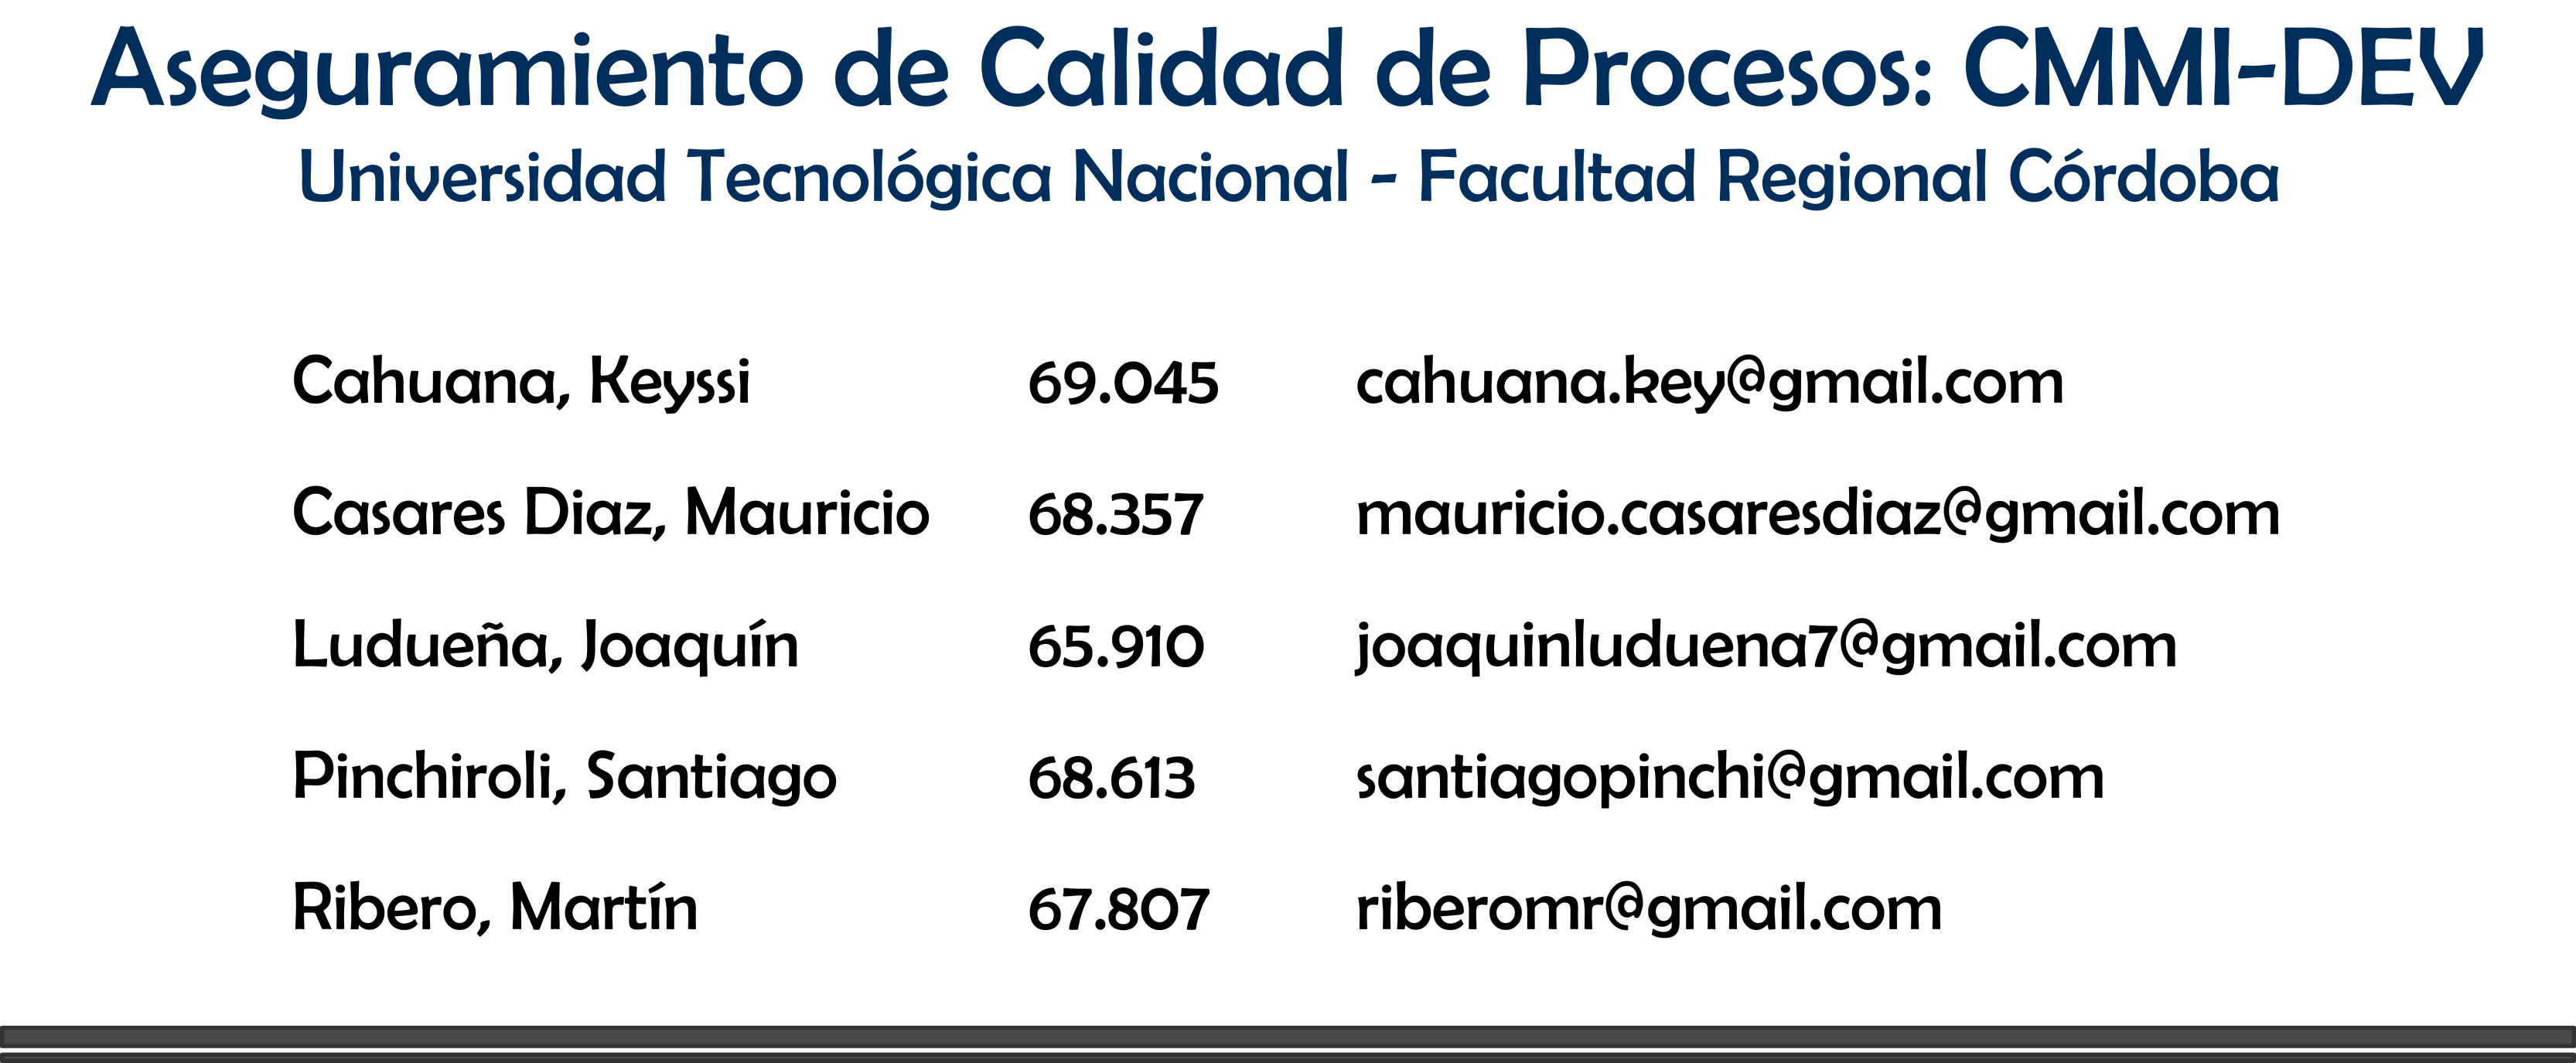 Aseguramiento de Calidad de Procesos: CMMI-DEV
Universidad Tecnológica Nacional - Facultad Regional Córdoba
Cahuana, Keyssi 69.045 cahuana.key@gmail.com
Casares Diaz, Mauricio 68.357 mauricio.casaresdiaz@gmail.com
Ludueña, Joaquín 65.910 joaquinluduena7@gmail.com
Pinchiroli, Santiago 68.613 santiagopinchi@gmail.com
Ribero, Martín 67.807 riberomr@gmail.com